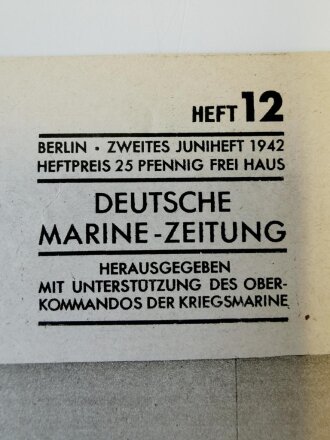 HEFT 12
BERLIN · ZWEITES JUNIHEFT 1942
HEFTPREIS 25 PFENNIG FREI HAUS
DEUTSCHE
MARINE-ZEITUNG
HERAUSGEGEBEN
MIT UNTERSTÜTZUNG DES OBER-
KOMMANDOS DER KRIEGSMARINE